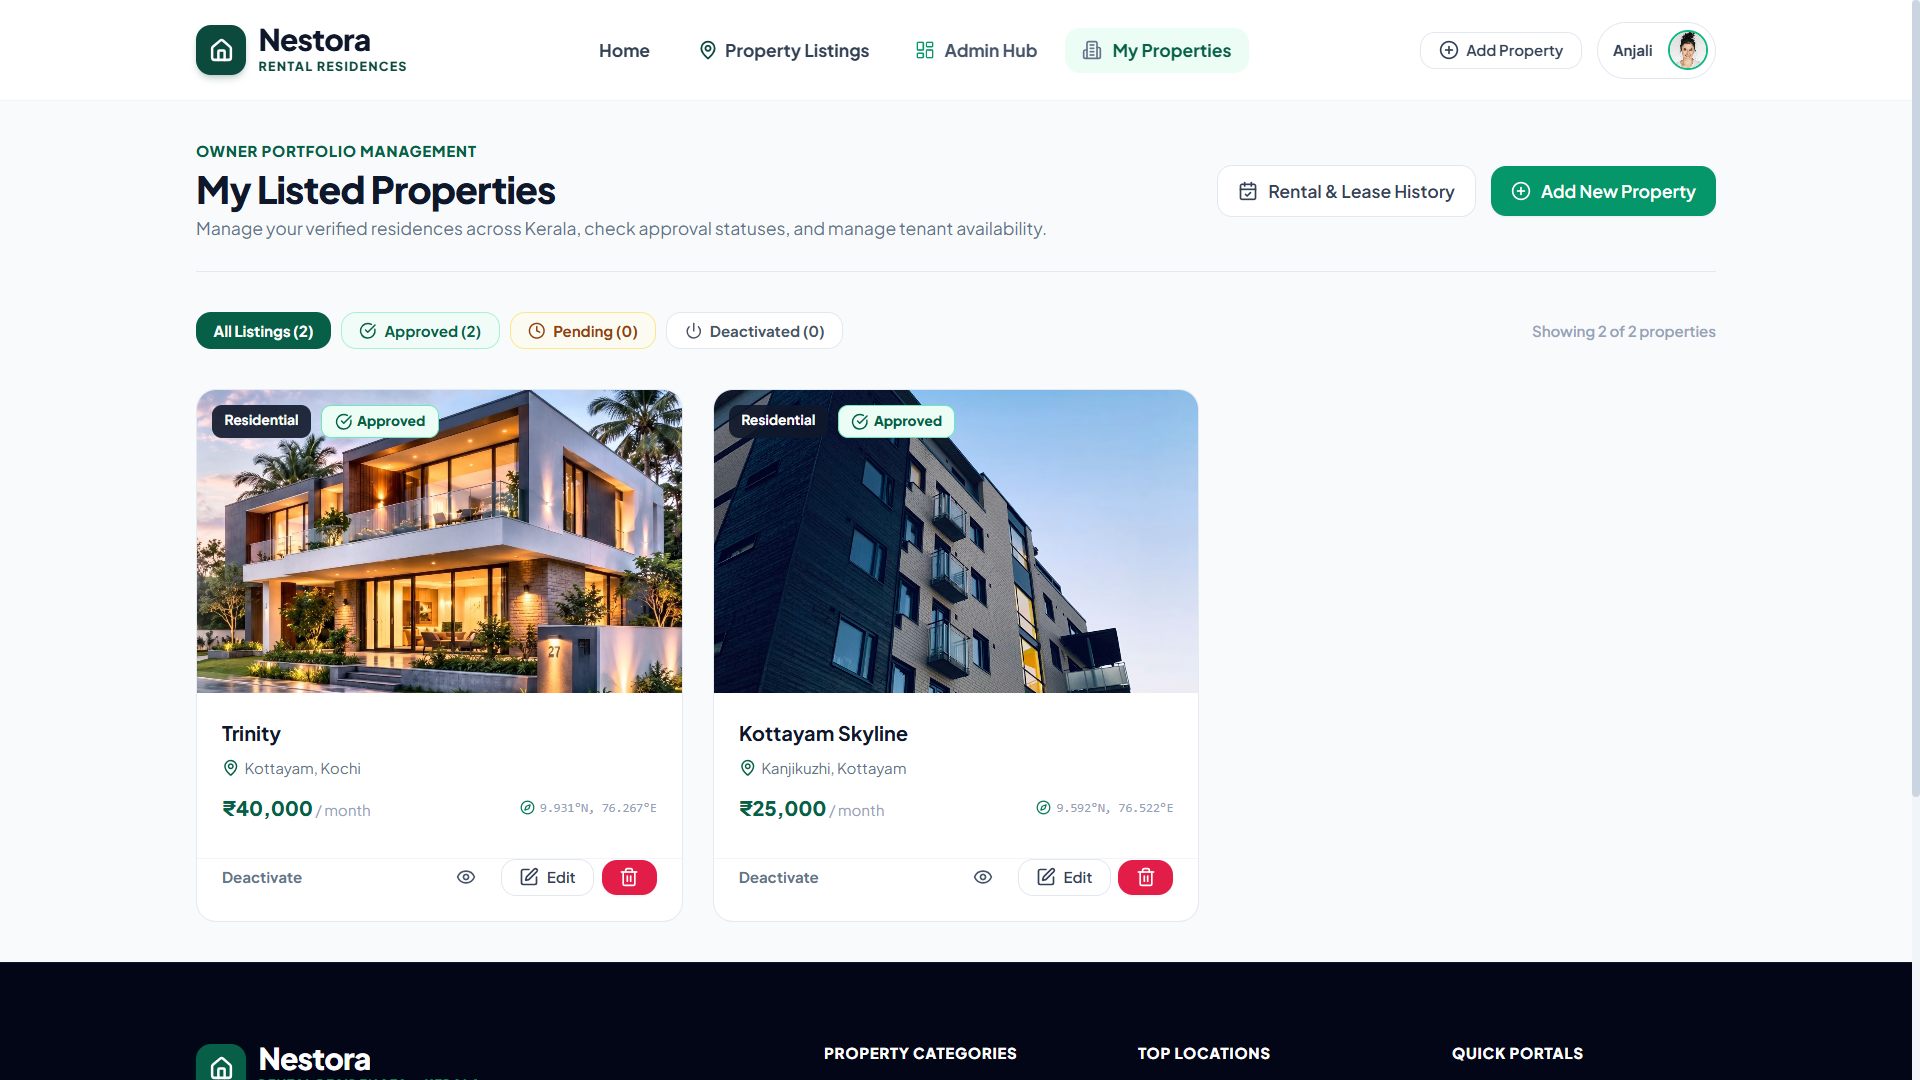 Nestora
RENTAL RESIDENCES
Home
Property Listings
Admin Hub
My Properties
Add Property
Anjali
OWNER PORTFOLIO MANAGEMENT
My Listed Properties
Manage your verified residences across Kerala, check approval statuses, and manage tenant availability.
Rental & Lease History
Add New Property
All Listings (2)
Approved (2)
Pending (0)
Deactivated (0)
Showing 2 of 2 properties
Residential
Approved
27
Trinity
Kottayam, Kochi
₹40,000 / month
9.931°N, 76.267°E
Deactivate
Edit
Residential
Approved
Kottayam Skyline
Kanjikuzhi, Kottayam
₹25,000 / month
9.592°N, 76.522°E
Deactivate
Edit
Nestora
PROPERTY CATEGORIES
TOP LOCATIONS
QUICK PORTALS